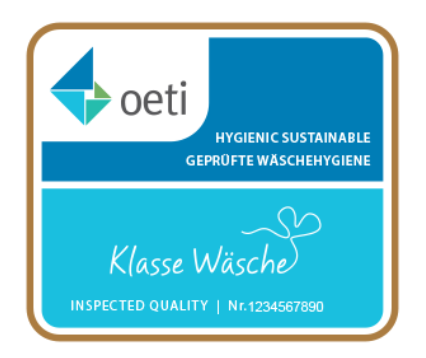 oeti
HYGIENIC SUSTAINABLE
GEPRÜFTE WÄSCHEHYGIENE
Klasse Wäsche
INSPECTED QUALITY | Nr.1234567890